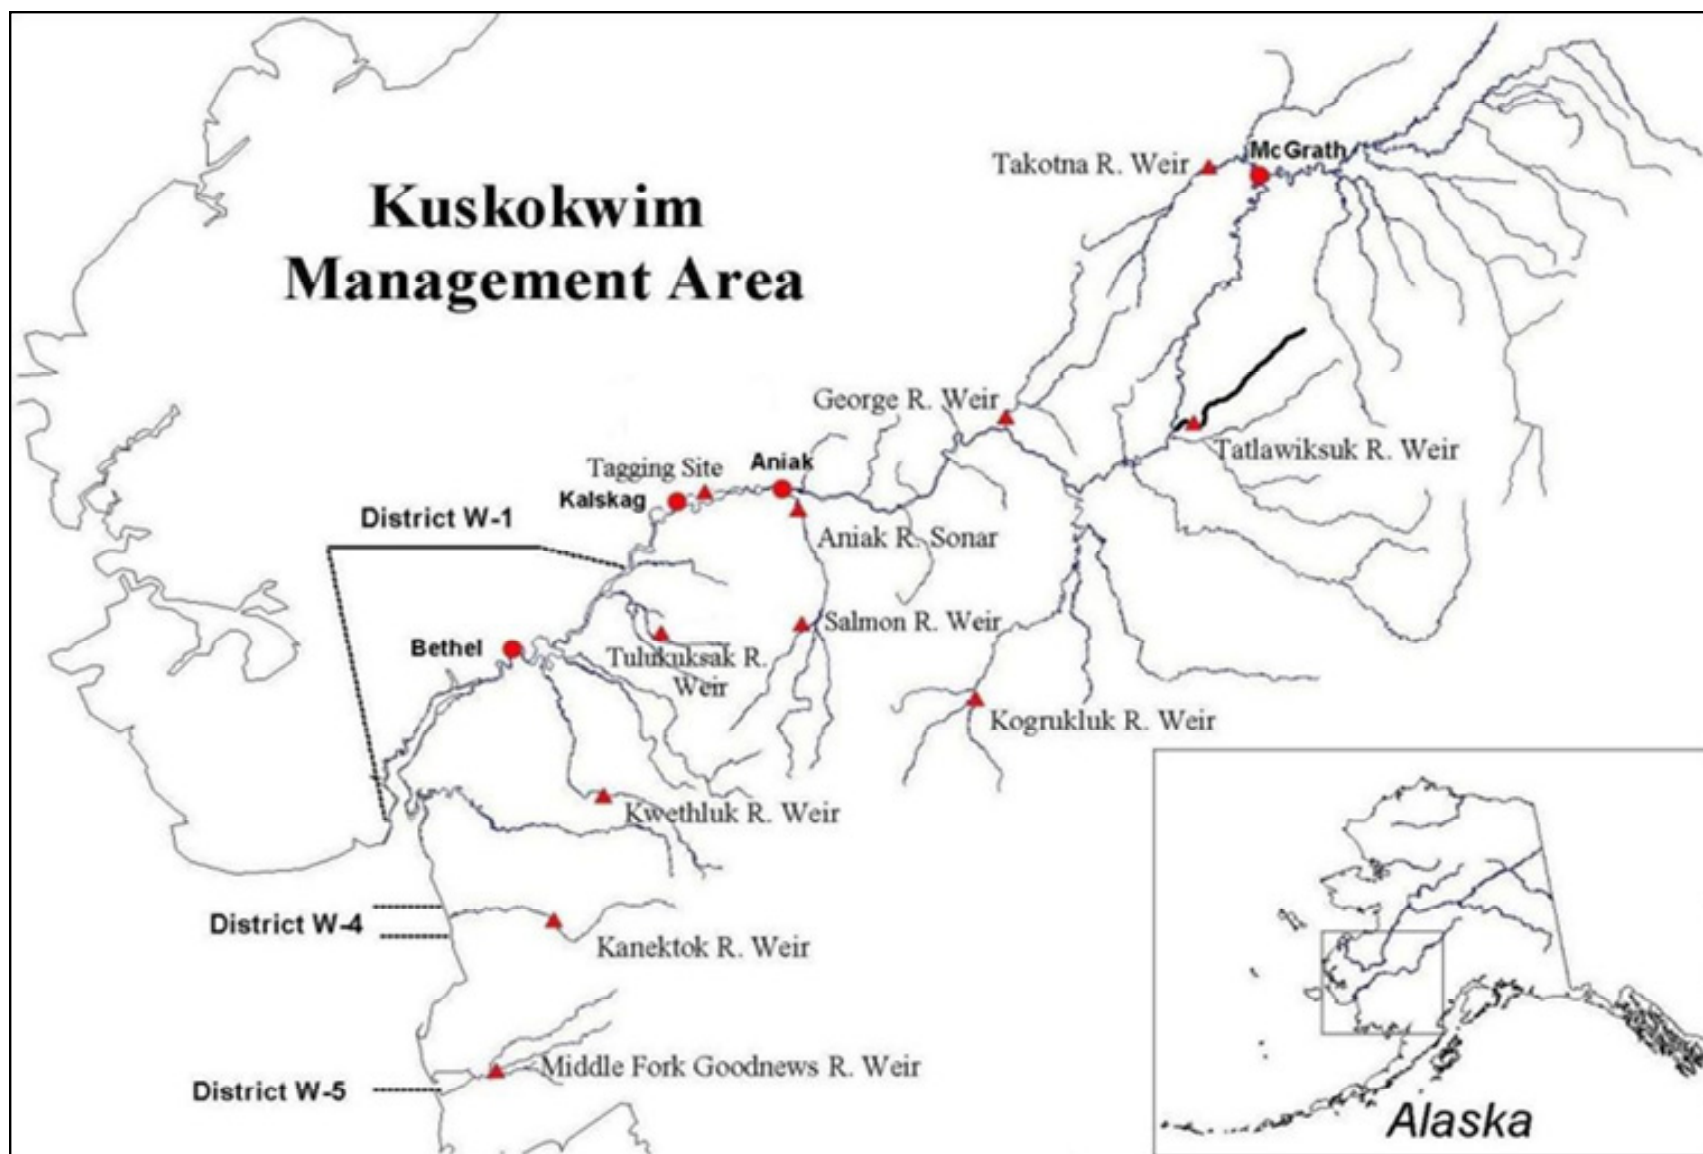 Kuskokwim
Management Area
McGrath
Takotna R. Weir
George R. Weir
Tatlawiksuk R. Weir
Aniak
Tagging Site
Kalskag
District W-1
Aniak R. Sonar
Salmon R. Weir
Bethel
Tulukuksak R.
Weir
Kogrukluk R. Weir
Kwethluk R. Weir
District W-4
Kanektok R. Weir
Middle Fork Goodnews R. Weir
District W-5
Alaska